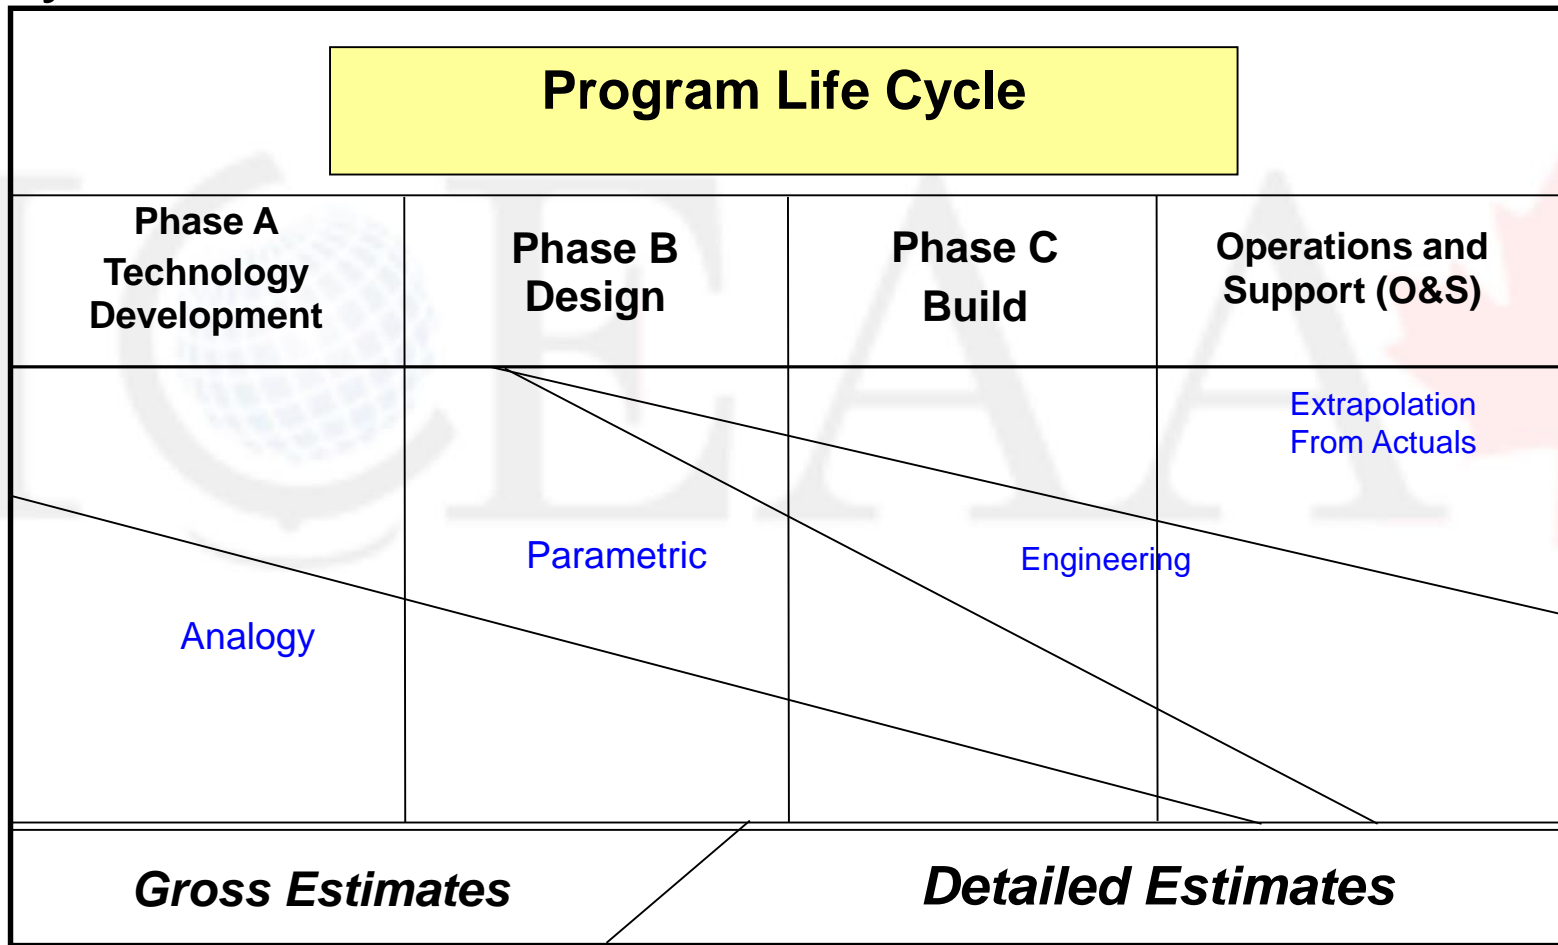 Program Life Cycle
Phase A
Technology
Development
Phase B
Design
Phase C
Build
Operations and
Support (O&S)
Extrapolation
From Actuals
Parametric
Engineering
Analogy
Gross Estimates
Detailed Estimates
ICEAA